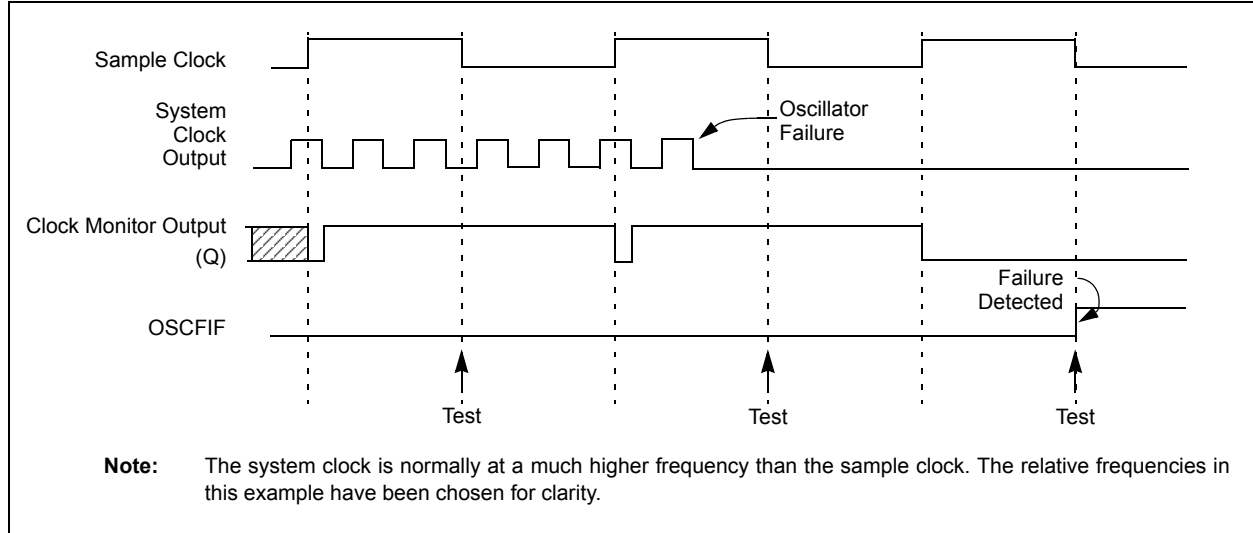 Sample Clock
System
Clock
Output
Oscillator
Failure
Clock Monitor Output
(Q)
Failure
Detected
OSCFIF
Test
Test
Test
Note: The system clock is normally at a much higher frequency than the sample clock. The relative frequencies in
this example have been chosen for clarity.